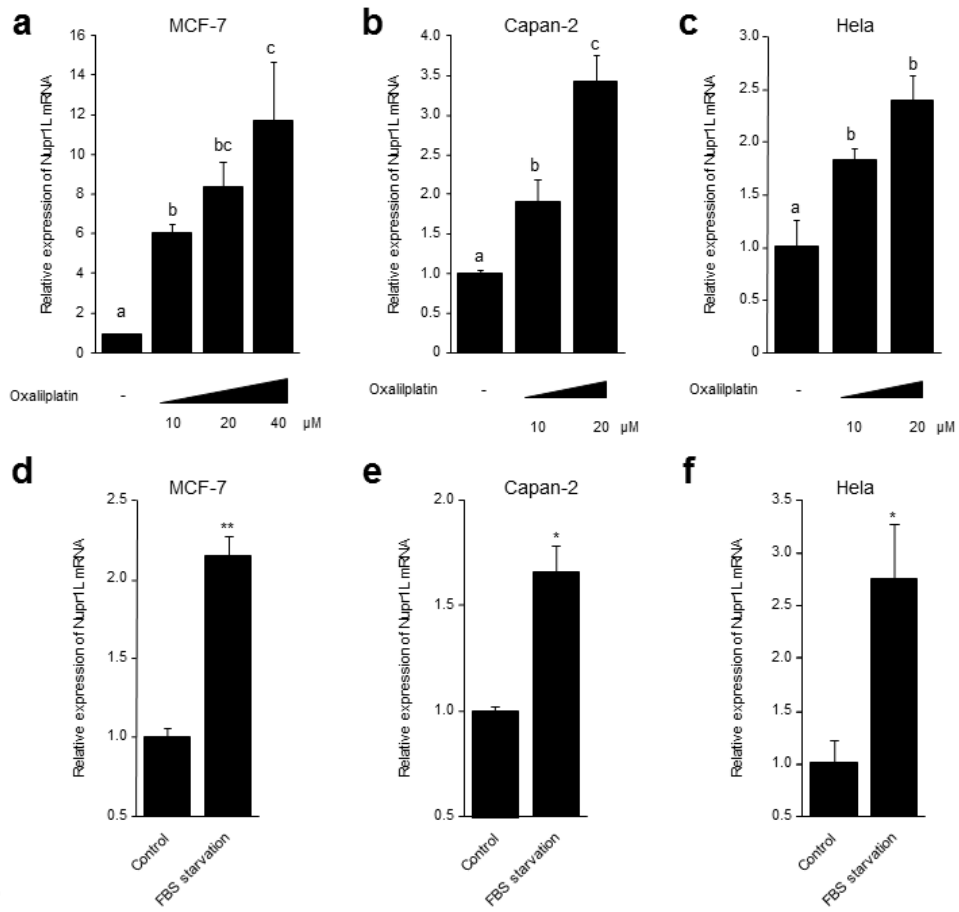 a MCF-7
b Capan-2
c Hela
Relative expression of Nupr1L mRNA
16
14
12
10
8
6
4
2
0
a
b
bc
c
Relative expression of Nupr1L mRNA
4.0
3.5
3.0
2.5
2.0
1.5
1.0
0.5
0
a
b
c
Relative expression of Nupr1L mRNA
3.0
2.5
2.0
1.5
1.0
0.5
0
a
b
b
Oxalilplatin - 10 20 40 µM
Oxalilplatin - 10 20 µM
Oxalilplatin - 10 20 µM
d MCF-7
e Capan-2
f Hela
Relative expression of Nupr1L mRNA
2.5
2.0
1.5
1.0
0.5
**
Control
FBS starvation
Relative expression of Nupr1L mRNA
2.0
1.5
1.0
0.5
*
Control
FBS starvation
Relative expression of Nupr1L mRNA
3.5
3.0
2.5
2.0
1.5
1.0
0.5
*
Control
FBS starvation